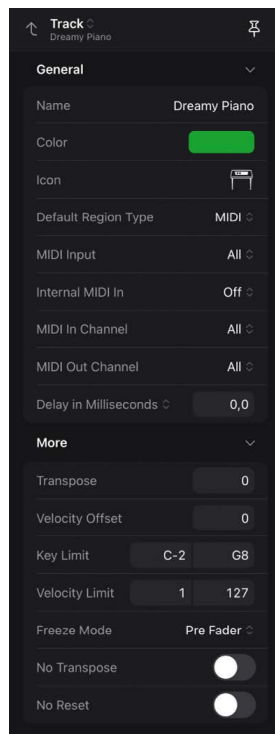 Track
Dreamy Piano
General
Name Dreamy Piano
Color
Icon
Default Region Type MIDI
MIDI Input All
Internal MIDI In Off
MIDI In Channel All
MIDI Out Channel All
Delay in Milliseconds 0,0
More
Transpose 0
Velocity Offset 0
Key Limit C-2 G8
Velocity Limit 1 127
Freeze Mode Pre Fader
No Transpose
No Reset